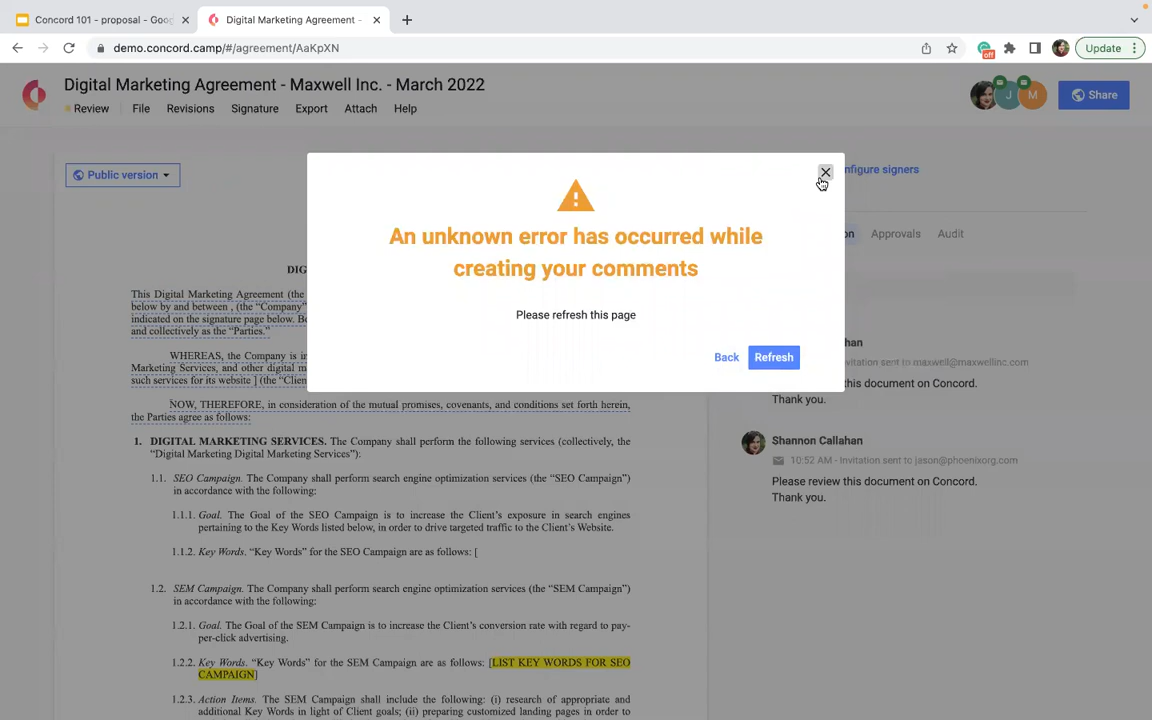 Concord 101 - proposal - Goo
Digital Marketing Agreement -
demo.concord.camp/#/agreement/AaKpXN
off
Update
Digital Marketing Agreement - Maxwell Inc. - March 2022
Review File Revisions Signature Export Attach Help
J M
Share
Public version
nfigure signers
on Approvals Audit
An unknown error has occurred while
creating your comments
Please refresh this page
Back Refresh
DIG
This Digital Marketing Agreement (the
below by and between , (the “Company”
indicated on the signature page below. Bo
and collectively as the “Parties.”
WHEREAS, the Company is in
Marketing Services, and other digital m
such services for its website ] (the “Clien
NOW, THEREFORE, in consideration of the mutual promises, covenants, and conditions set forth herein,
the Parties agree as follows:
1. DIGITAL MARKETING SERVICES. The Company shall perform the following services (collectively, the
“Digital Marketing Digital Marketing Services”):
1.1. SEO Campaign. The Company shall perform search engine optimization services (the “SEO Campaign”)
in accordance with the following:
1.1.1. Goal. The Goal of the SEO Campaign is to increase the Client’s exposure in search engines
pertaining to the Key Words listed below, in order to drive targeted traffic to the Client’s Website.
1.1.2. Key Words. “Key Words” for the SEO Campaign are as follows: [
1.2. SEM Campaign. The Company shall perform search engine optimization services (the “SEM Campaign”)
in accordance with the following:
1.2.1. Goal. The Goal of the SEM Campaign is to increase the Client’s conversion rate with regard to pay-
per-click advertising.
1.2.2. Key Words. “Key Words” for the SEM Campaign are as follows: [LIST KEY WORDS FOR SEO
CAMPAIGN]
1.2.3. Action Items. The SEM Campaign shall include the following: (i) research of appropriate and
additional Key Words in light of Client goals; (ii) preparing customized landing pages in order to
han
vitation sent to maxwell@maxwellinc.com
this document on Concord.
Thank you.
Shannon Callahan
10:52 AM - Invitation sent to jason@phoenixorg.com
Please review this document on Concord.
Thank you.